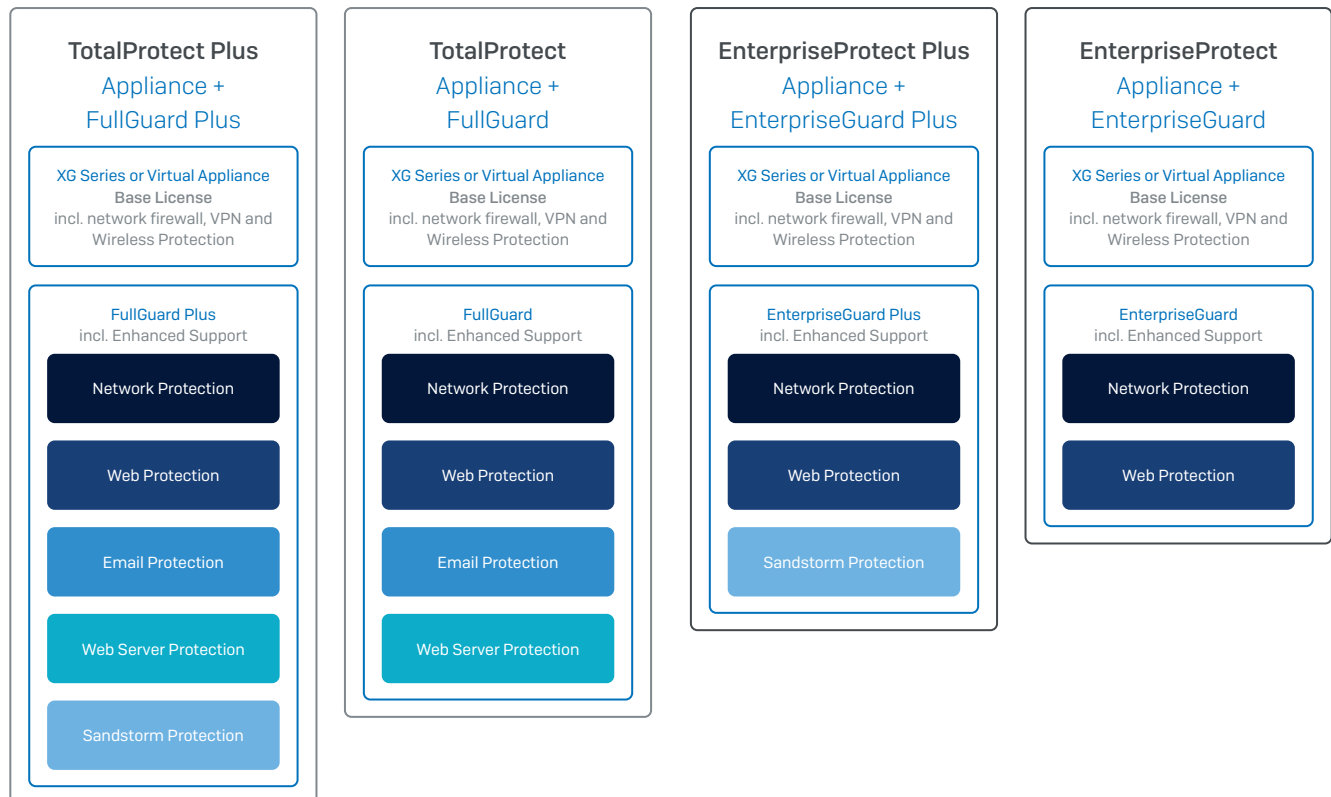 TotalProtect Plus
Appliance +
FullGuard Plus
XG Series or Virtual Appliance
Base License
incl. network firewall, VPN and
Wireless Protection
FullGuard Plus
incl. Enhanced Support
Network Protection
Web Protection
Email Protection
Web Server Protection
Sandstorm Protection
TotalProtect
Appliance +
FullGuard
XG Series or Virtual Appliance
Base License
incl. network firewall, VPN and
Wireless Protection
FullGuard
incl. Enhanced Support
Network Protection
Web Protection
Email Protection
Web Server Protection
EnterpriseProtect Plus
Appliance +
EnterpriseGuard Plus
XG Series or Virtual Appliance
Base License
incl. network firewall, VPN and
Wireless Protection
EnterpriseGuard Plus
incl. Enhanced Support
Network Protection
Web Protection
Sandstorm Protection
EnterpriseProtect
Appliance +
EnterpriseGuard
XG Series or Virtual Appliance
Base License
incl. network firewall, VPN and
Wireless Protection
EnterpriseGuard
incl. Enhanced Support
Network Protection
Web Protection